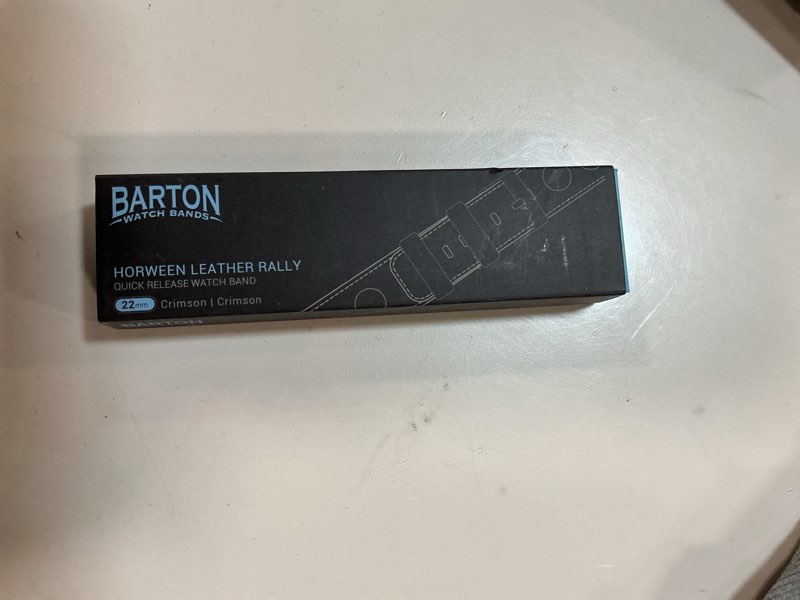 BARTON
WATCH BANDS
HORWEEN LEATHER RALLY
QUICK RELEASE WATCH BAND
22mm Crimson | Crimson
BARTON